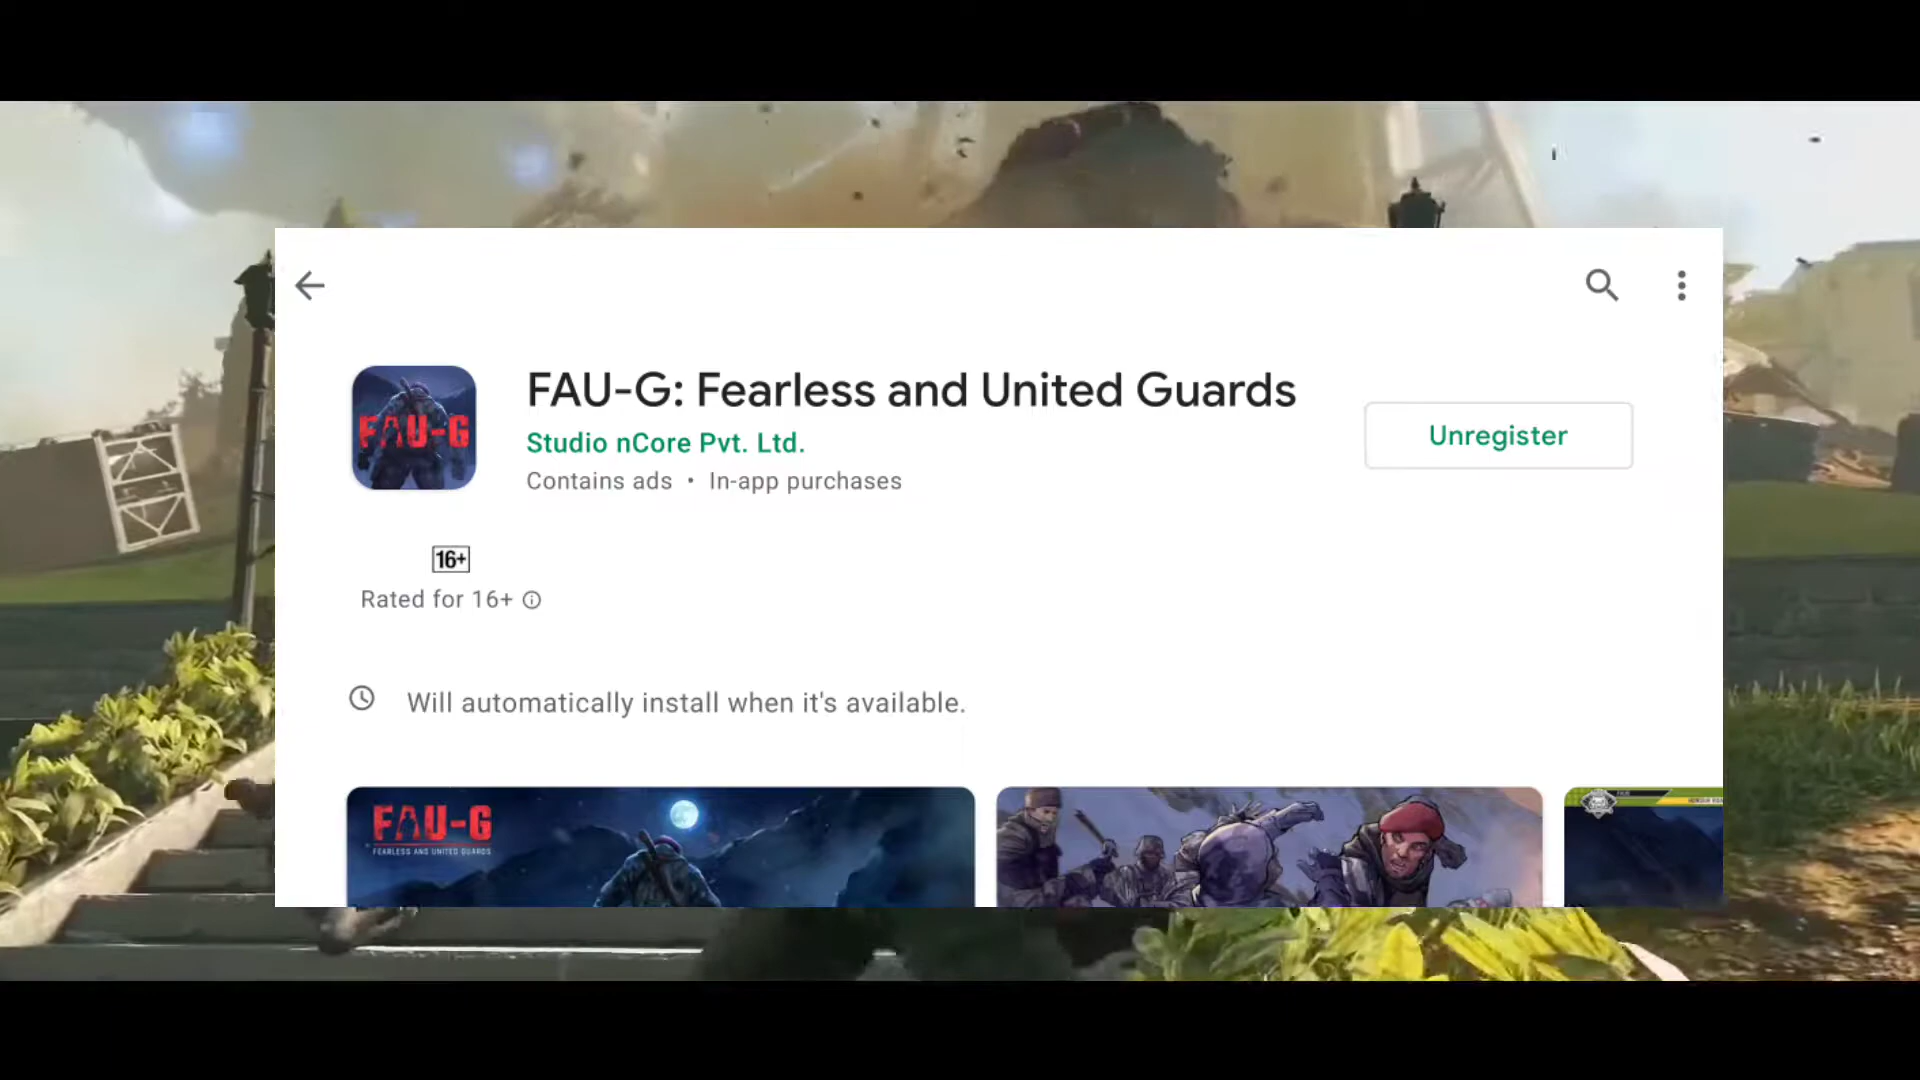 FAU-G: Fearless and United Guards
FAU-G
Studio nCore Pvt. Ltd.
Unregister
Contains ads • In-app purchases
16+
Rated for 16+
Will automatically install when it's available.
FAU-G
FEARLESS AND UNITED GUARDS